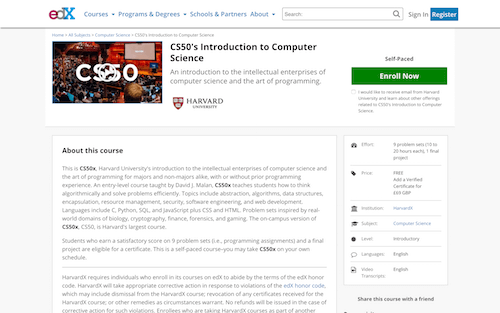 edX
Courses Programs & Degrees Schools & Partners About Search: Sign In Register
Home > All Subjects > Computer Science > CS50's Introduction to Computer Science
CS50
CS50's Introduction to Computer
Science
An introduction to the intellectual enterprises of
computer science and the art of programming.
HARVARD
UNIVERSITY
Self-Paced
Enroll Now
I would like to receive email from Harvard
University and learn about other offerings
related to CS50's Introduction to Computer
Science.
About this course
This is CS50x, Harvard University's introduction to the intellectual enterprises of computer science
and the art of programming for majors and non-majors alike, with or without prior programming
experience. An entry-level course taught by David J. Malan, CS50x teaches students how to think
algorithmically and solve problems efficiently. Topics include abstraction, algorithms, data structures,
encapsulation, resource management, security, software engineering, and web development.
Languages include C, Python, SQL, and JavaScript plus CSS and HTML. Problem sets inspired by real-
world domains of biology, cryptography, finance, forensics, and gaming. The on-campus version of
CS50x, CS50, is Harvard's largest course.
Students who earn a satisfactory score on 9 problem sets (i.e., programming assignments) and a final
project are eligible for a certificate. This is a self-paced course–you may take CS50x on your own
schedule.
HarvardX requires individuals who enroll in its courses on edX to abide by the terms of the edX honor
code. HarvardX will take appropriate corrective action in response to violations of the edX honor code,
which may include dismissal from the HarvardX course; revocation of any certificates received for the
HarvardX course; or other remedies as circumstances warrant. No refunds will be issued in the case of
corrective action for such violations. Enrollees who are taking HarvardX courses as part of another
Effort: 9 problem sets (10 to
20 hours each), 1 final
project
Price: FREE
Add a Verified
Certificate for
£69 GBP
Institution: HarvardX
Subject: Computer Science
Level: Introductory
Languages: English
Video English
Transcripts:
Share this course with a friend